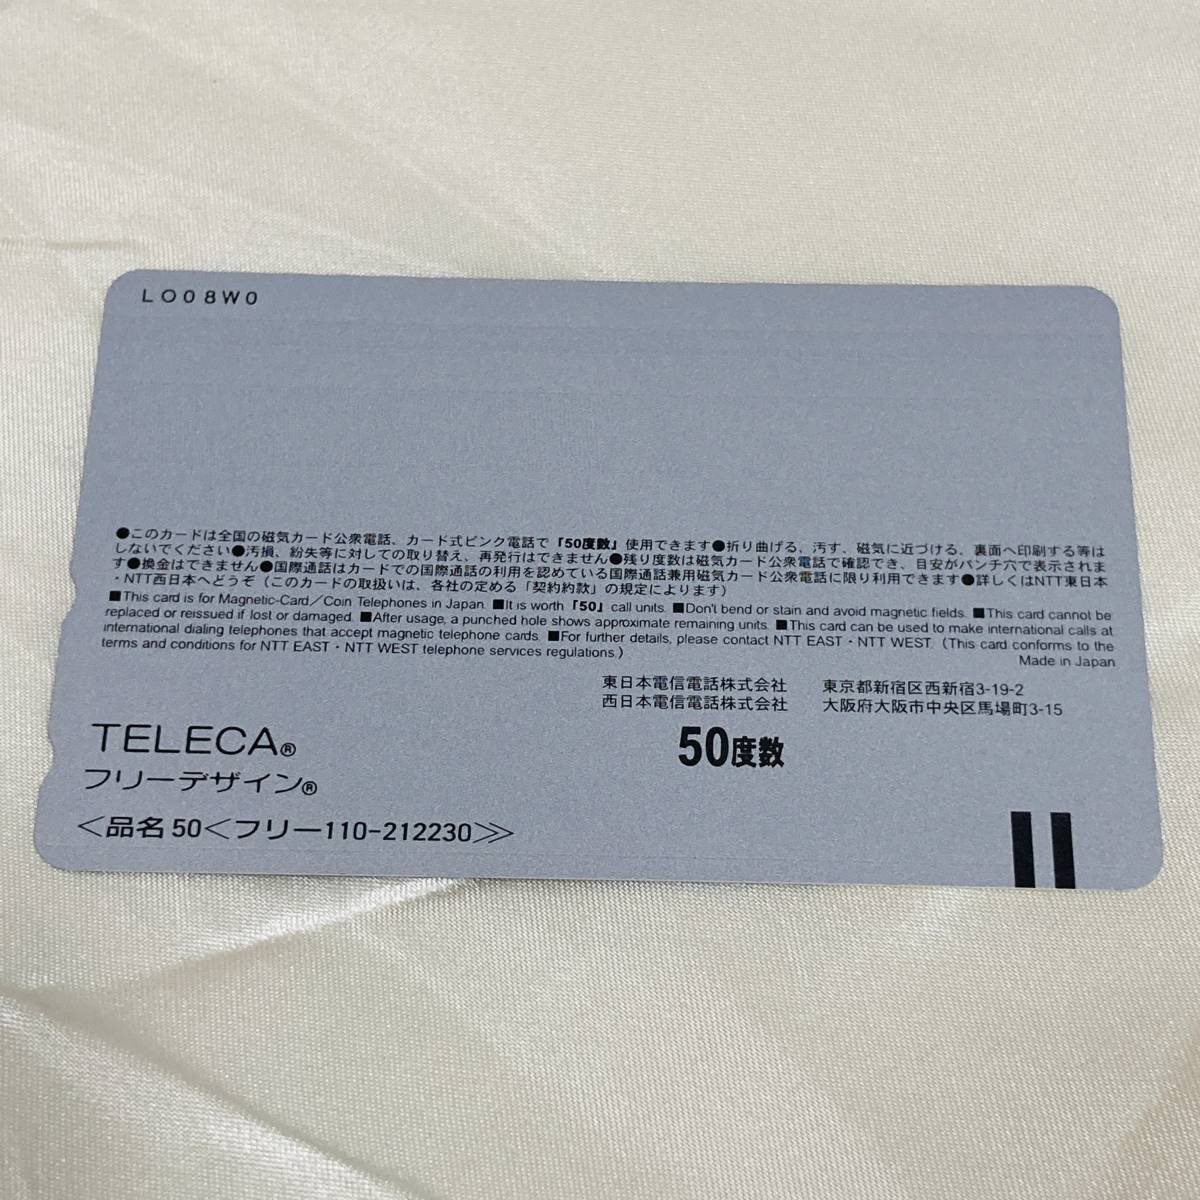 LO08W0
●このカードは全国の磁気カード公衆電話、カード式ピンク電話で「50度数」使用できます●折り曲げる、汚す、磁気に近づける、裏面へ印刷する等は
しないでください●汚損、紛失等に対しての取り替え、再発行はできません●残り度数は磁気カード公衆電話で確認でき、目安がパンチ穴で表示されま
す●換金はできません●国際通話はカードでの国際通話の利用を認めている国際通話兼用磁気カード公衆電話に限り利用できます●詳しくはNTT東日本
・NTT西日本へどうぞ（このカードの取扱いは、各社の定める「契約約款」の規定によります）
■This card is for Magnetic-Card／Coin Telephones in Japan. ■It is worth「50」call units. ■Don't bend or stain and avoid magnetic fields. ■This card cannot be
replaced or reissued if lost or damaged. ■After usage, a punched hole shows approximate remaining units. ■This card can be used to make international calls at
international dialing telephones that accept magnetic telephone cards. ■For further details, please contact NTT EAST・NTT WEST. (This card conforms to the
terms and conditions for NTT EAST・NTT WEST telephone services regulations.)
Made in Japan
東日本電信電話株式会社 東京都新宿区西新宿3-19-2
西日本電信電話株式会社 大阪府大阪市中央区馬場町3-15
50度数
TELECA®
フリーデザイン®
＜品名50＜フリー110-212230≫